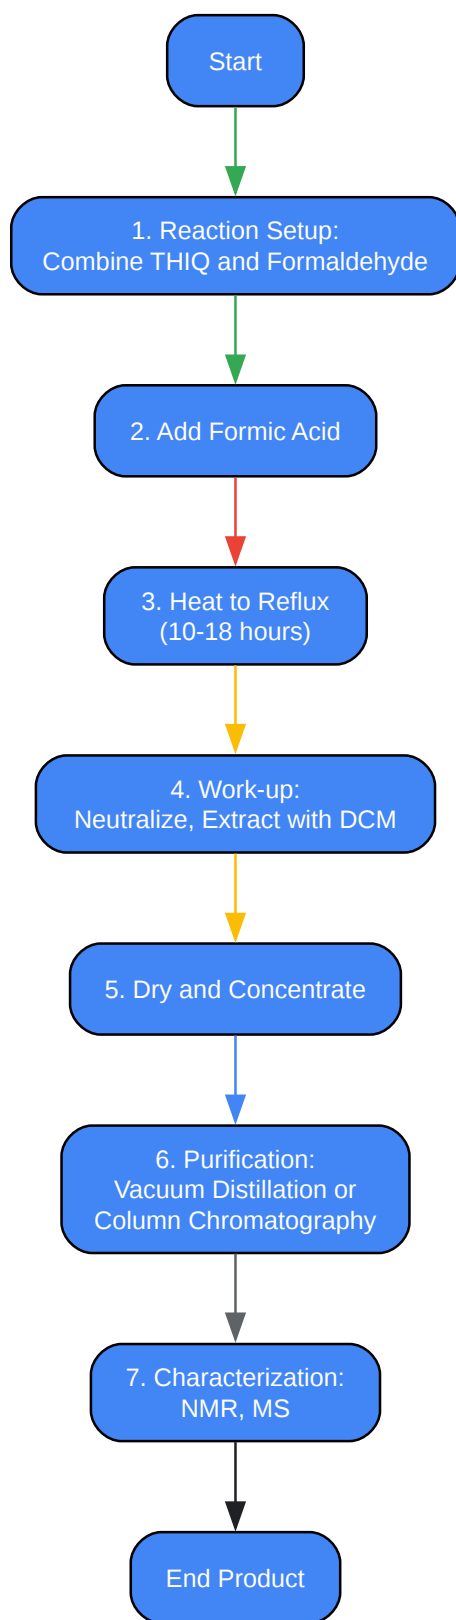 Start
1. Reaction Setup:
Combine THIQ and Formaldehyde
2. Add Formic Acid
3. Heat to Reflux
(10-18 hours)
4. Work-up:
Neutralize, Extract with DCM
5. Dry and Concentrate
6. Purification:
Vacuum Distillation or
Column Chromatography
7. Characterization:
NMR, MS
End Product